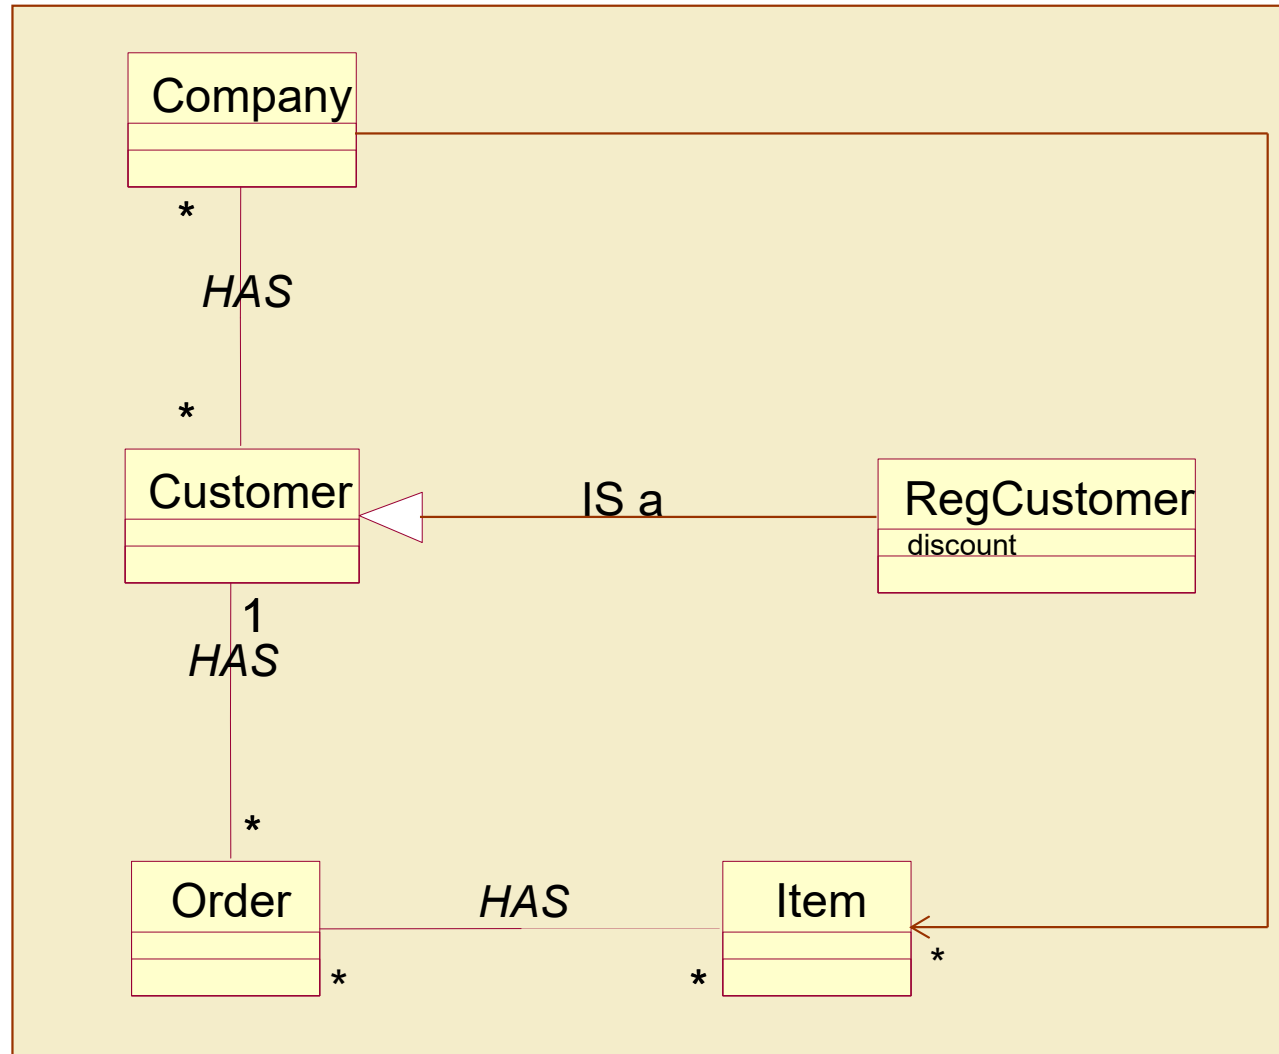 Company
*
HAS
*
Customer
IS a
RegCustomer
discount
1
HAS
*
Order
HAS
Item
*
*
*